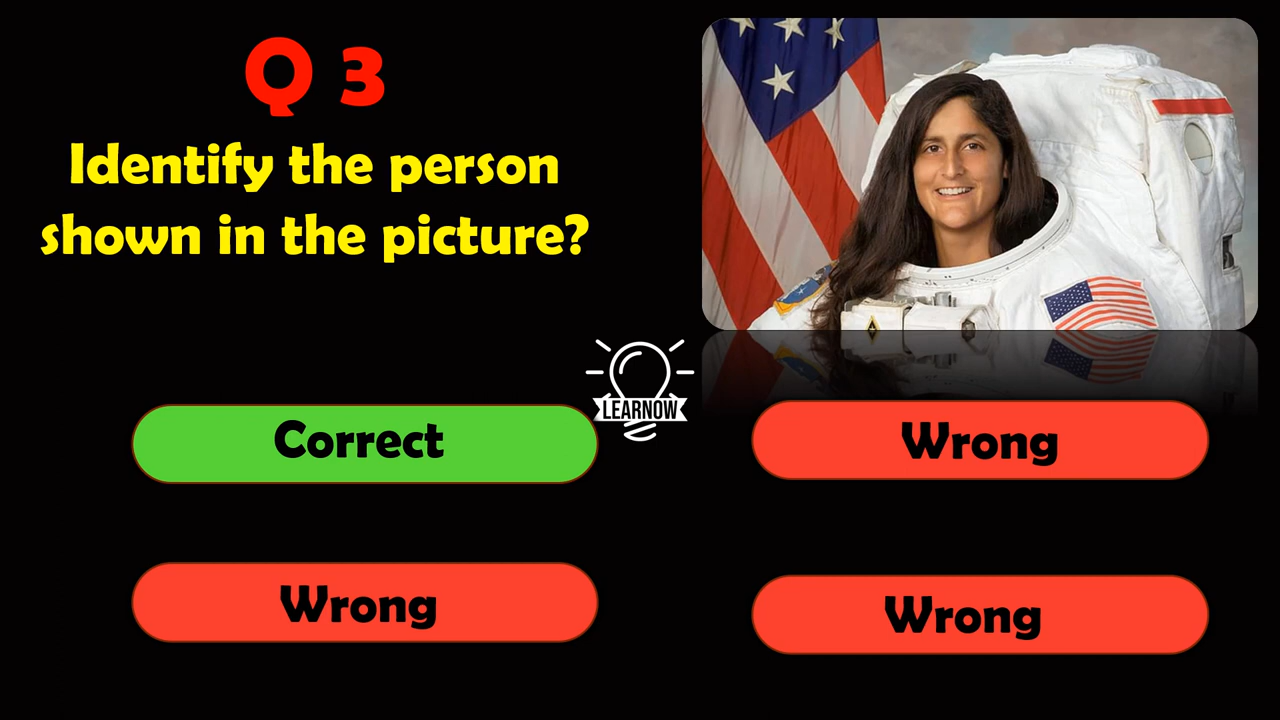 Q 3
Identify the person
shown in the picture?
LEARNOW
Correct
Wrong
Wrong
Wrong